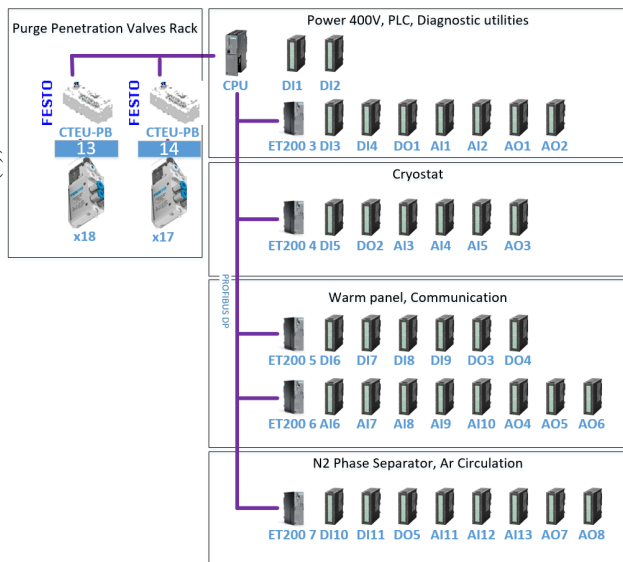 Purge Penetration Valves Rack
FESTO
FESTO
CTEU-PB
CTEU-PB
13
14
x18
x17
Power 400V, PLC, Diagnostic utilities
CPU DI1 DI2
ET200 3 DI3 DI4 DO1 AI1 AI2 AO1 AO2
Cryostat
ET200 4 DI5 DO2 AI3 AI4 AI5 AO3
PROFIBUS DP
Warm panel, Communication
ET200 5 DI6 DI7 DI8 DI9 DO3 DO4
ET200 6 AI6 AI7 AI8 AI9 AI10 AO4 AO5 AO6
N2 Phase Separator, Ar Circulation
ET200 7 DI10 DI11 DO5 AI11 AI12 AI13 AO7 AO8